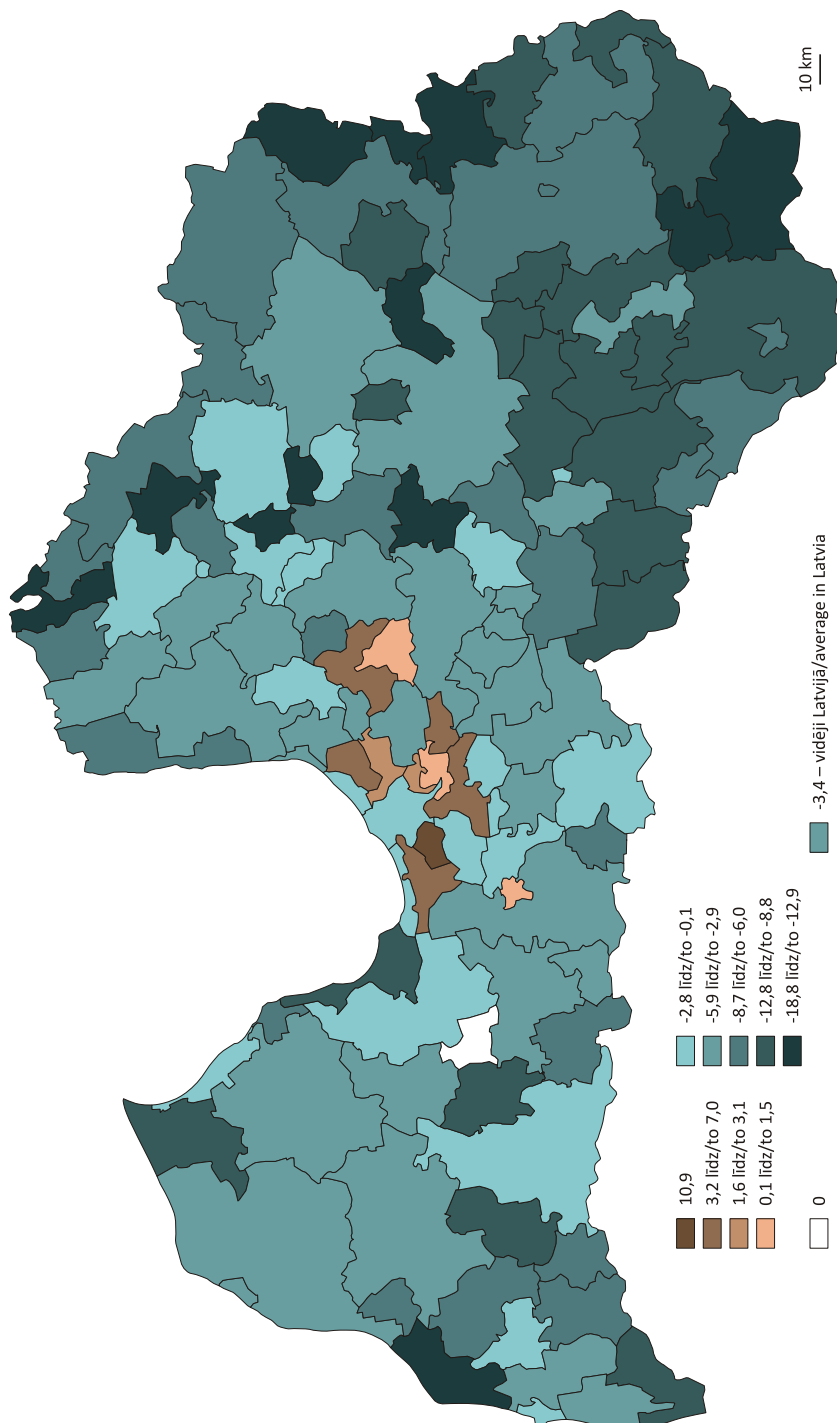 10 km
10,9
3,2 līdz/to 7,0
1,6 līdz/to 3,1
0,1 līdz/to 1,5
0
-2,8 līdz/to -0,1
-5,9 līdz/to -2,9
-8,7 līdz/to -6,0
-12,8 līdz/to -8,8
-18,8 līdz/to -12,9
-3,4 – vidēji Latvijā/average in Latvia